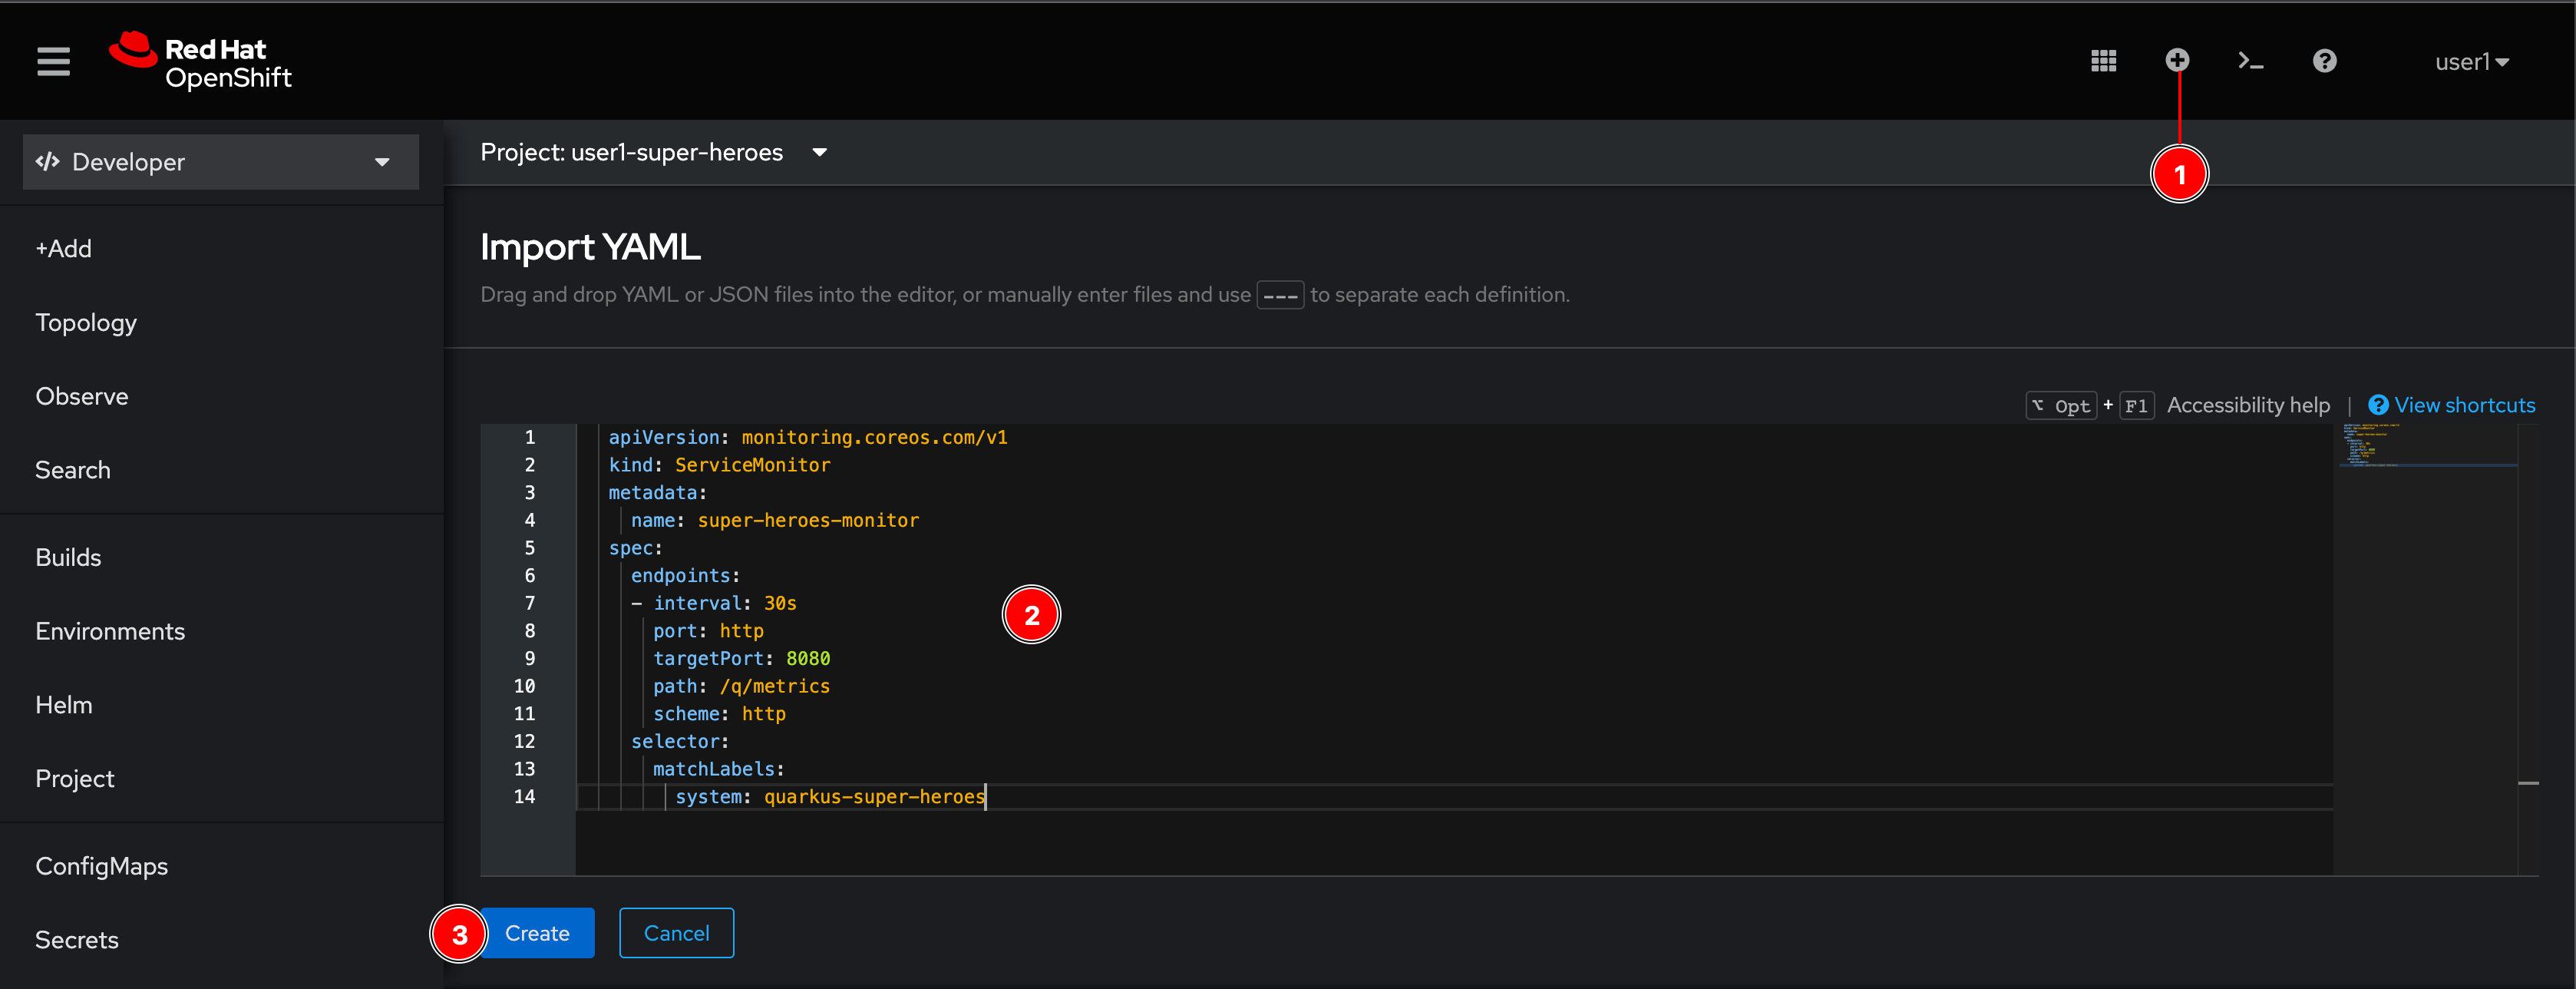 Red Hat
OpenShift
user1
1
</> Developer
Project: user1-super-heroes
+Add
Topology
Observe
Search
Builds
Environments
Helm
Project
ConfigMaps
Secrets
Import YAML
Drag and drop YAML or JSON files into the editor, or manually enter files and use --- to separate each definition.
⌥ Opt + F1 Accessibility help | View shortcuts
1 apiVersion: monitoring.coreos.com/v1
2 kind: ServiceMonitor
3 metadata:
4 name: super-heroes-monitor
5 spec:
6 endpoints:
7 - interval: 30s
8 port: http
9 targetPort: 8080
10 path: /q/metrics
11 scheme: http
12 selector:
13 matchLabels:
14 system: quarkus-super-heroes
2
3 Create Cancel